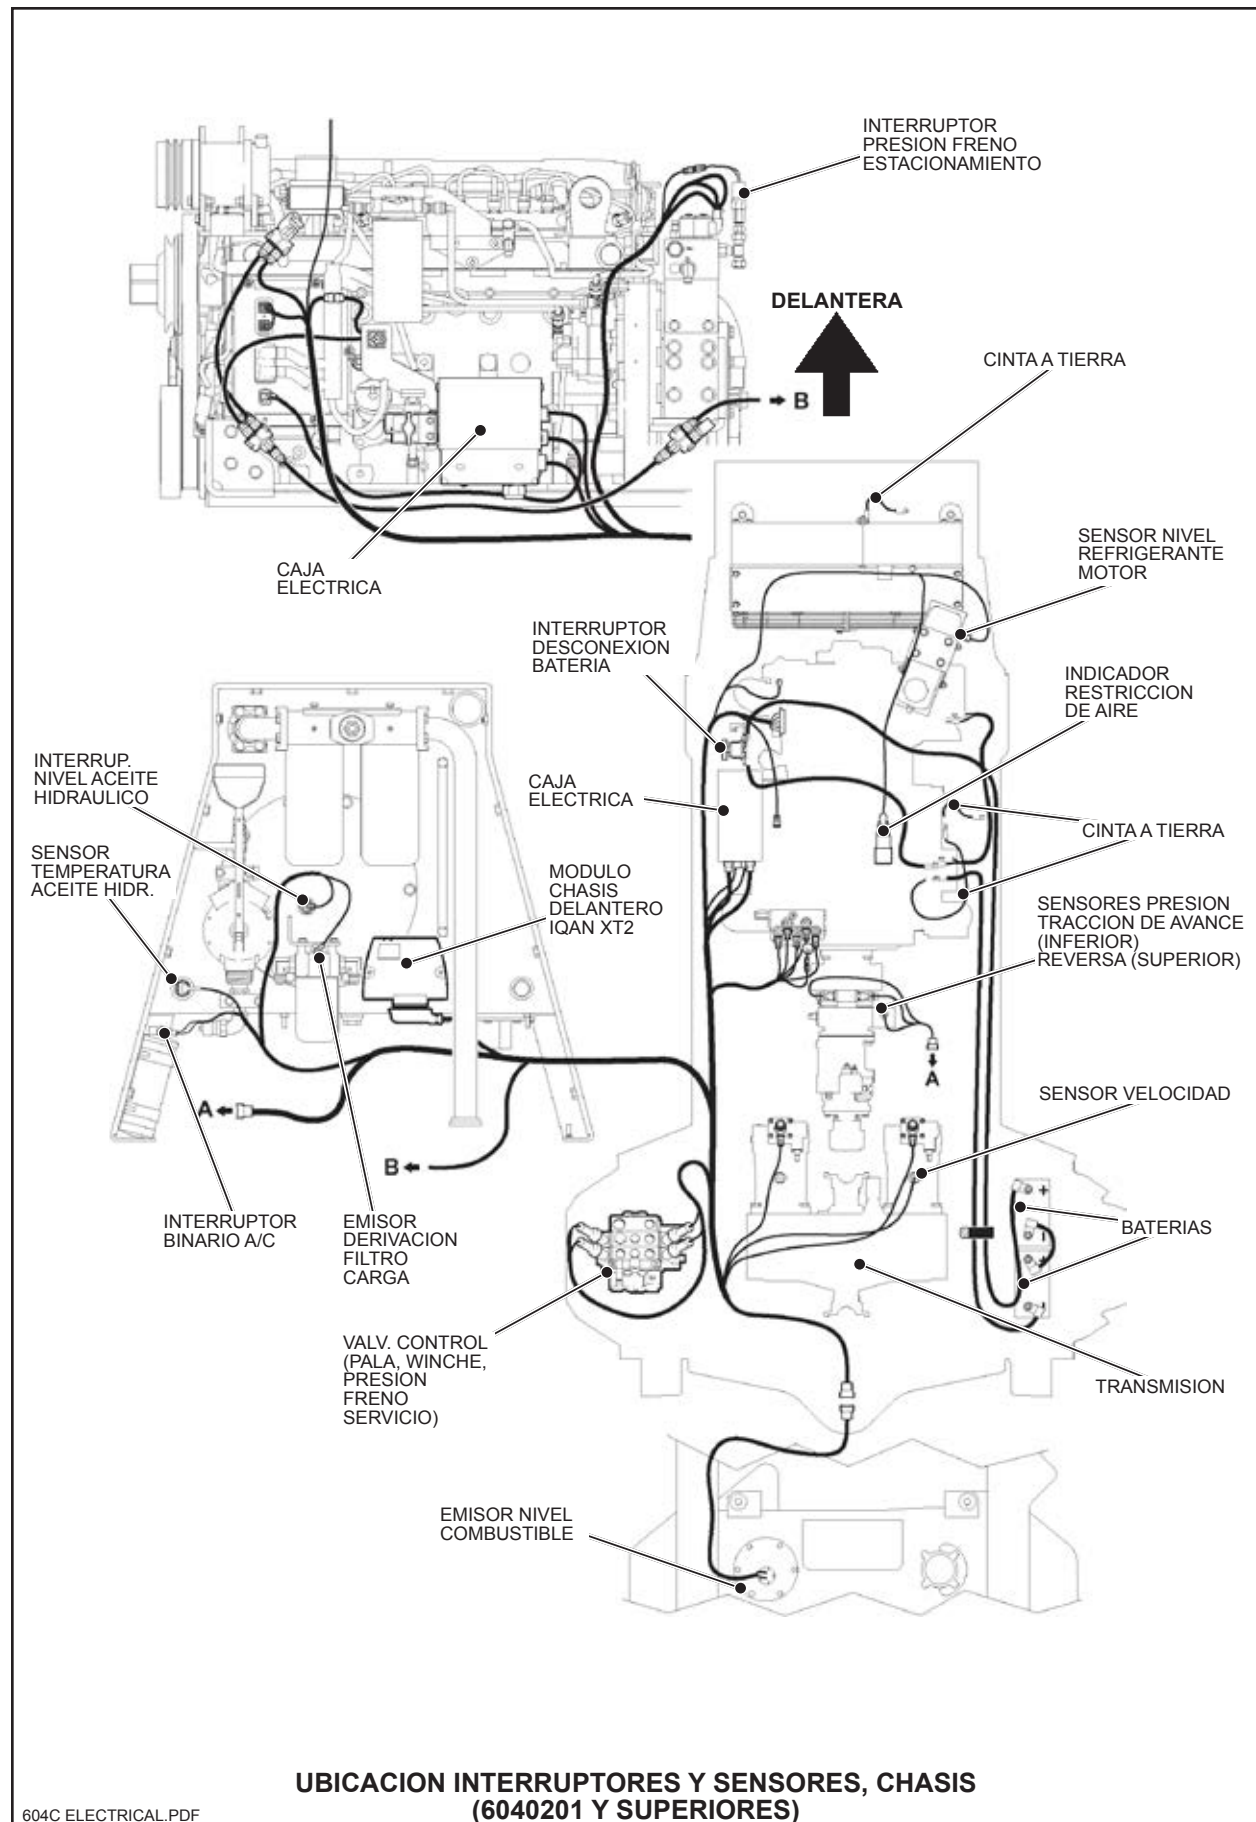 INTERRUPTOR
PRESION FRENO
ESTACIONAMIENTO
DELANTERA
CINTA A TIERRA
B
CAJA
ELECTRICA
SENSOR NIVEL
REFRIGERANTE
MOTOR
INTERRUPTOR
DESCONEXION
BATERIA
INDICADOR
RESTRICCION
DE AIRE
INTERRUP.
NIVEL ACEITE
HIDRAULICO
CAJA
ELECTRICA
CINTA A TIERRA
SENSOR
TEMPERATURA
ACEITE HIDR.
MODULO
CHASIS
DELANTERO
IQAN XT2
SENSORES PRESION
TRACCION DE AVANCE
(INFERIOR)
REVERSA (SUPERIOR)
A
A
SENSOR VELOCIDAD
B
+
-
+
-
INTERRUPTOR
BINARIO A/C
EMISOR
DERIVACION
FILTRO
CARGA
BATERIAS
VALV. CONTROL
(PALA, WINCHE,
PRESION
FRENO
SERVICIO)
TRANSMISION
EMISOR NIVEL
COMBUSTIBLE
UBICACION INTERRUPTORES Y SENSORES, CHASIS
(6040201 Y SUPERIORES)
604C ELECTRICAL.PDF